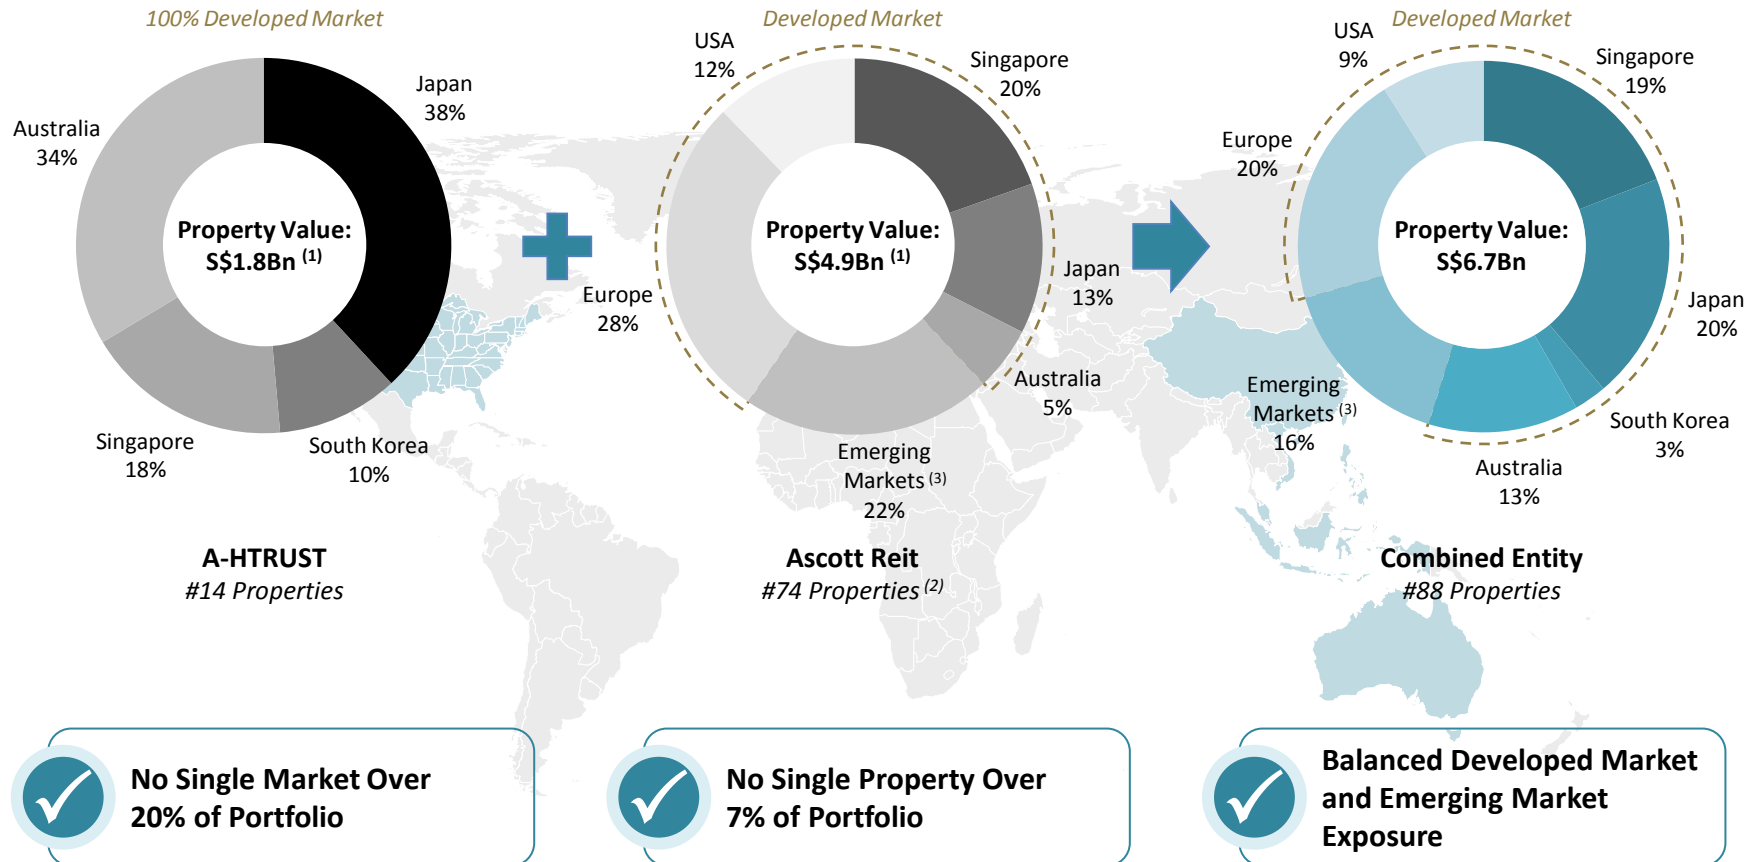 100% Developed Market
Japan
38%
Australia
34%
Property Value:
S$1.8Bn (1)
Singapore
18%
South Korea
10%
A-HTRUST
#14 Properties
Developed Market
USA
12%
Singapore
20%
Property Value:
S$4.9Bn (1)
Japan
13%
Europe
28%
Australia
5%
Emerging
Markets (3)
22%
Ascott Reit
#74 Properties (2)
Developed Market
USA
9%
Singapore
19%
Europe
20%
Property Value:
S$6.7Bn
Japan
20%
Emerging
Markets (3)
16%
South Korea
3%
Australia
13%
Combined Entity
#88 Properties
No Single Market Over
20% of Portfolio
No Single Property Over
7% of Portfolio
Balanced Developed Market
and Emerging Market
Exposure